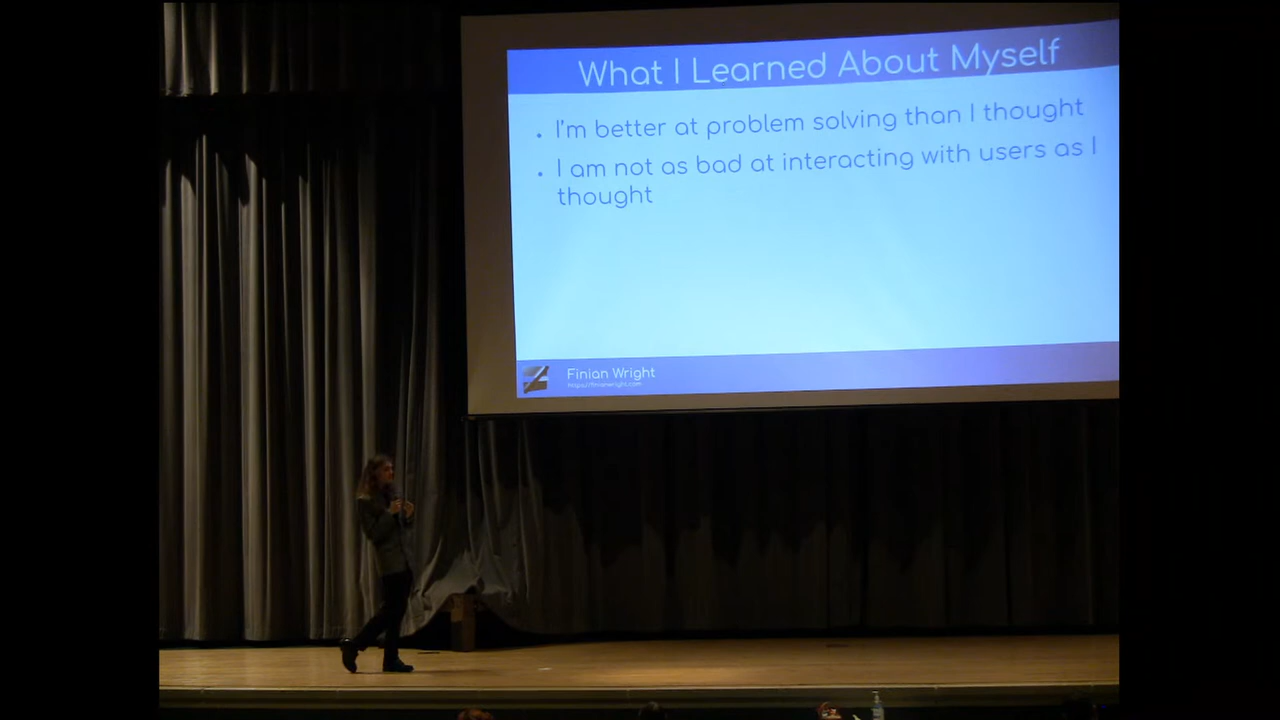 What I Learned About Myself
• I'm better at problem solving than I thought
• I am not as bad at interacting with users as I
thought
Finian Wright